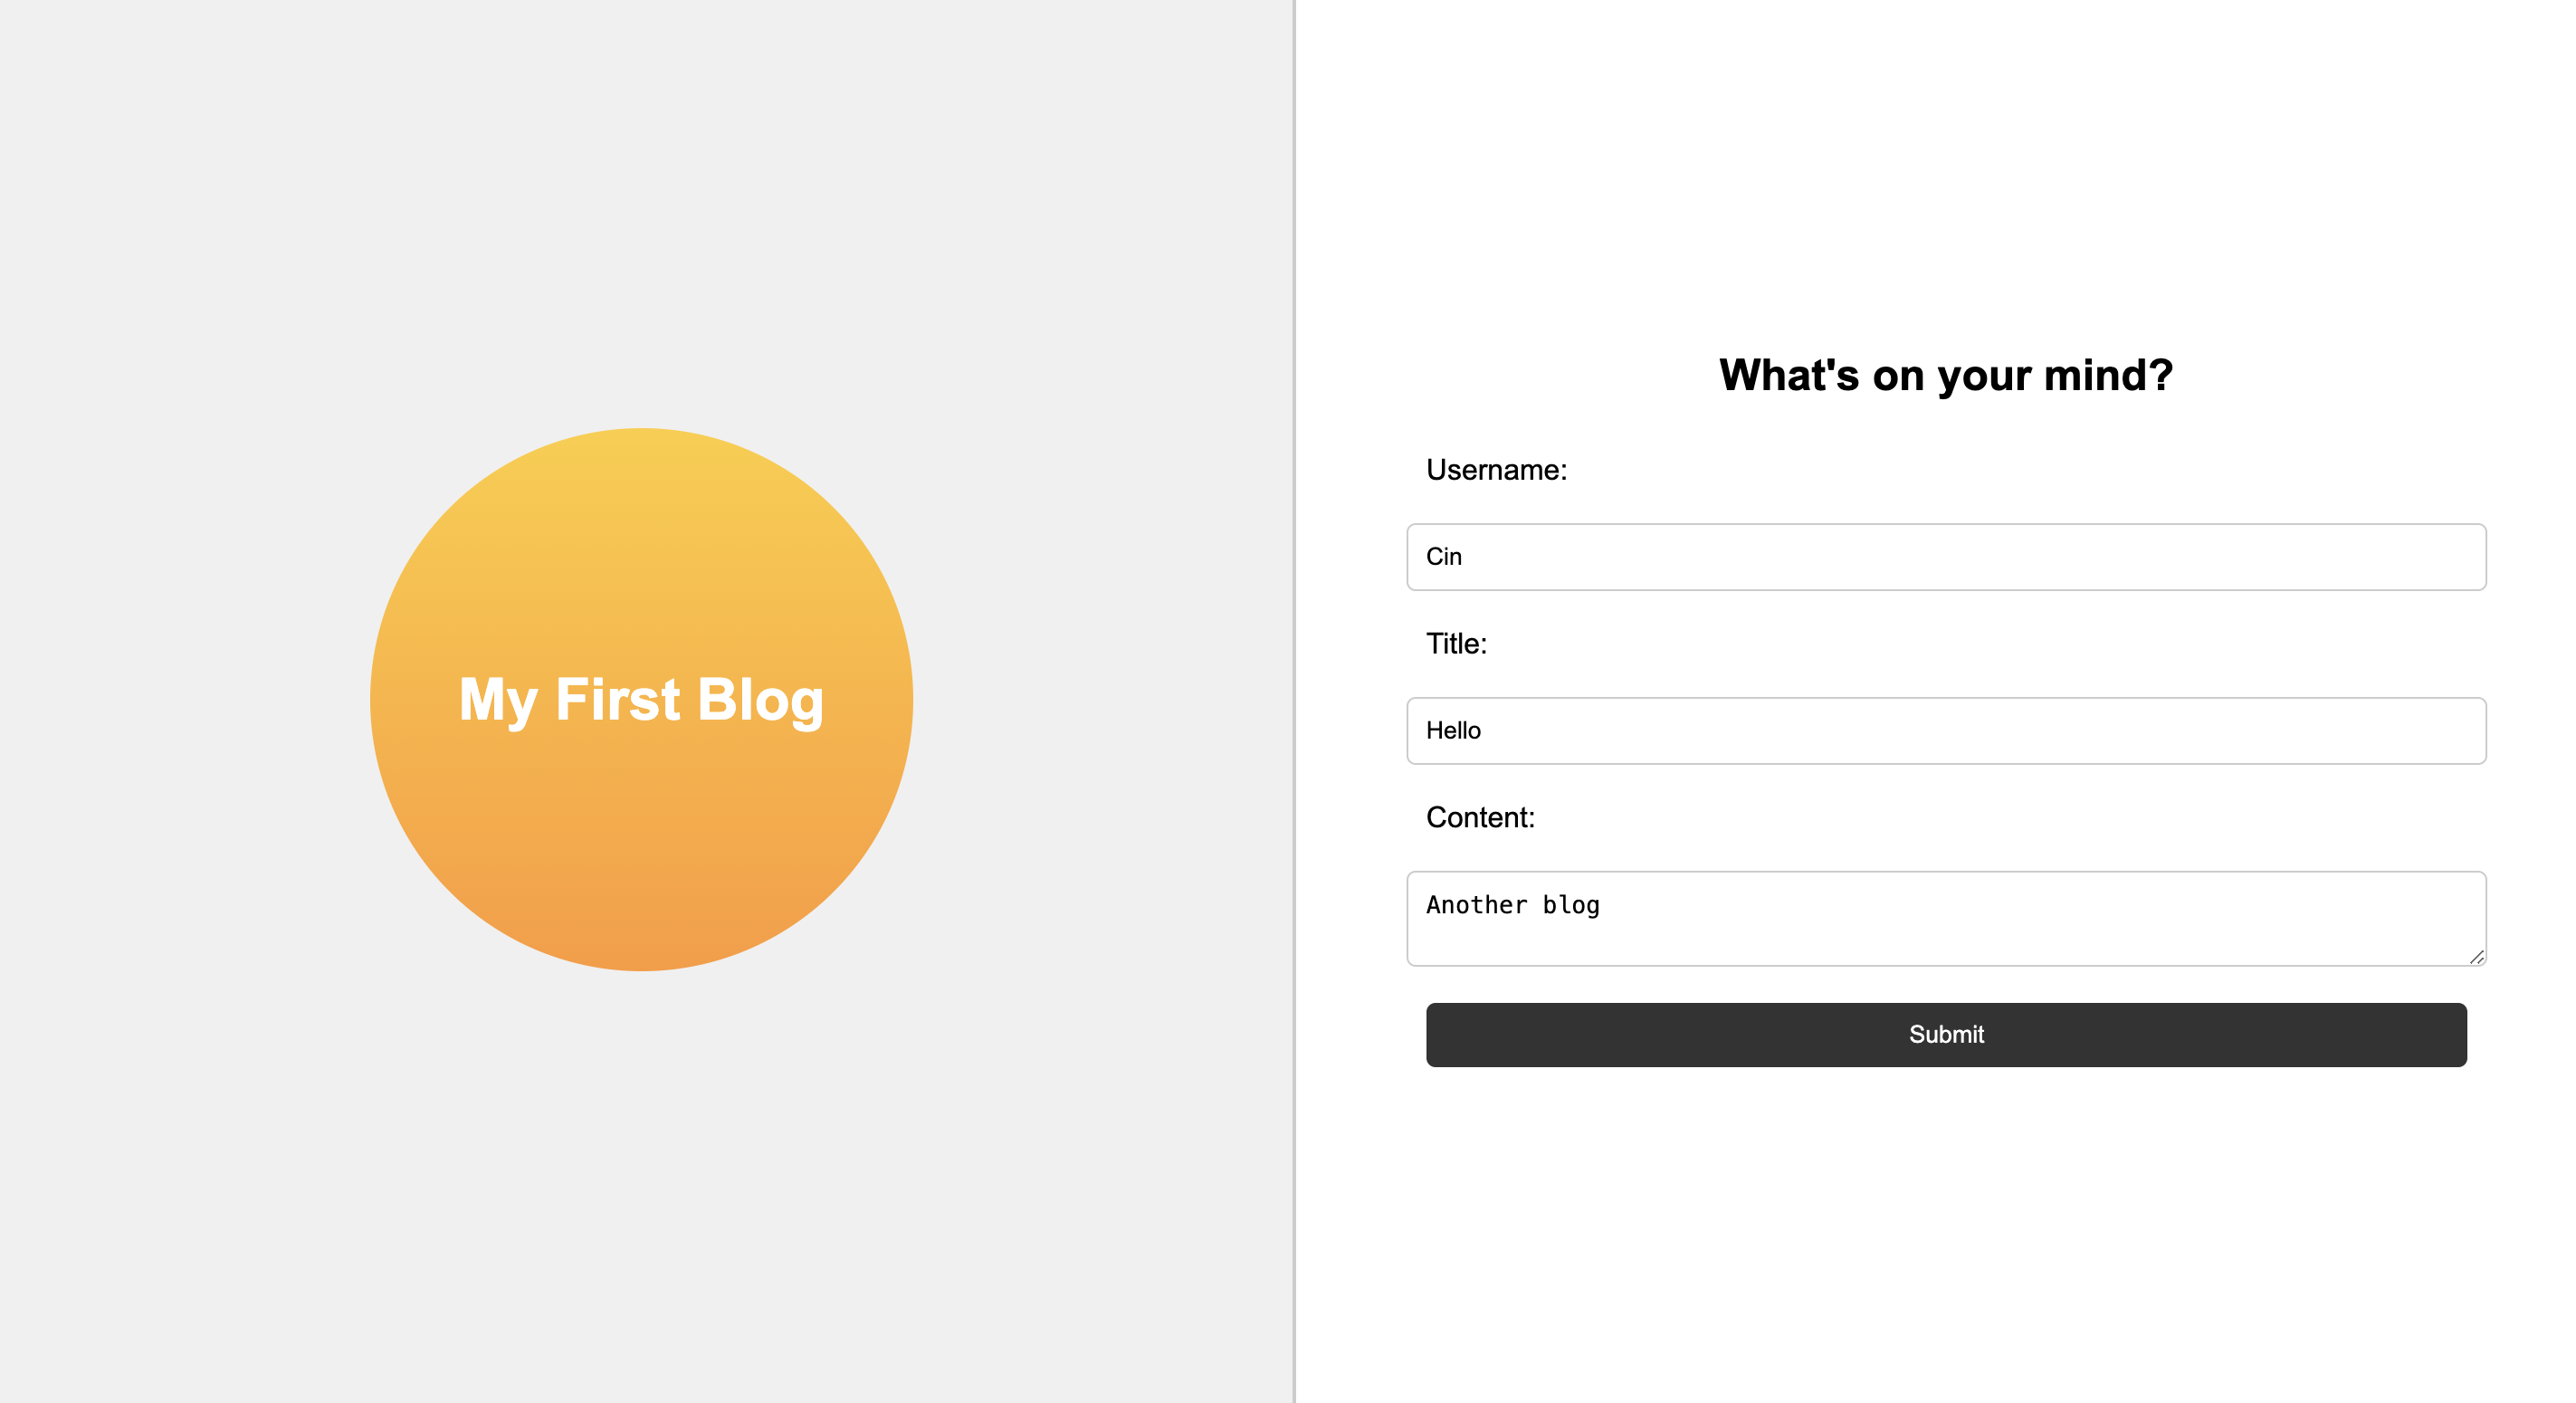 My First Blog
What's on your mind?
Username:
Cin
Title:
Hello
Content:
Another blog
Submit